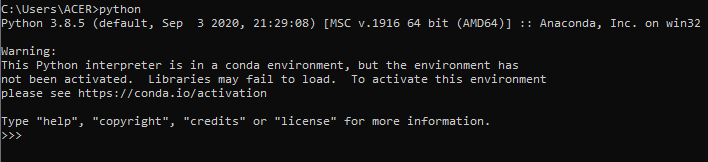 C:\Users\ACER>python
Python 3.8.5 (default, Sep  3 2020, 21:29:08) [MSC v.1916 64 bit (AMD64)] :: Anaconda, Inc. on win32
Warning:
This Python interpreter is in a conda environment, but the environment has
not been activated.  Libraries may fail to load.  To activate this environment
please see https://conda.io/activation
Type "help", "copyright", "credits" or "license" for more information.
>>>